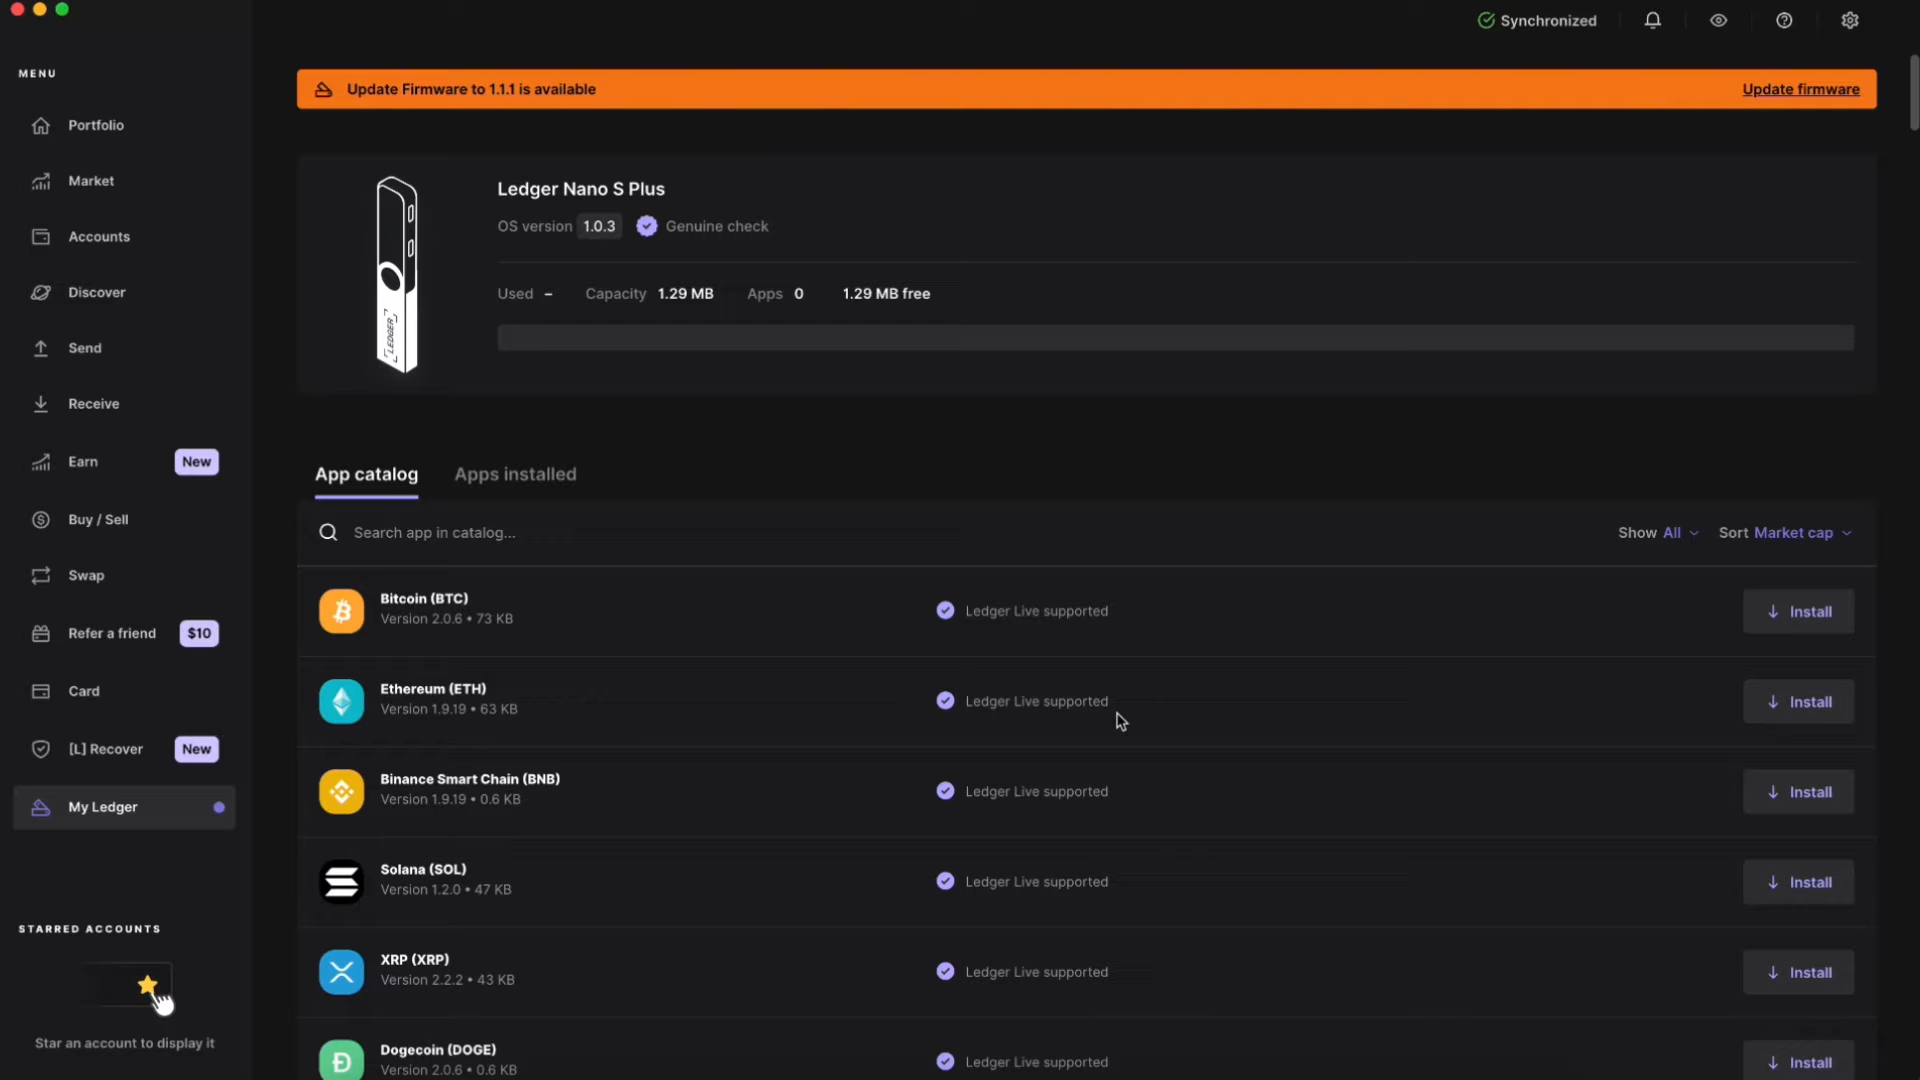 Synchronized
MENU
Portfolio
Market
Accounts
Discover
Send
Receive
Earn New
Buy / Sell
Swap
Refer a friend $10
Card
[L] Recover New
My Ledger
STARRED ACCOUNTS
Star an account to display it
Update Firmware to 1.1.1 is available Update firmware
LEDGER
Ledger Nano S Plus
OS version 1.0.3 Genuine check
Used – Capacity 1.29 MB Apps 0 1.29 MB free
App catalog Apps installed
Search app in catalog... Show All Sort Market cap
Bitcoin (BTC)
Version 2.0.6 • 73 KB
Ledger Live supported
Install
Ethereum (ETH)
Version 1.9.19 • 63 KB
Ledger Live supported
Install
Binance Smart Chain (BNB)
Version 1.9.19 • 0.6 KB
Ledger Live supported
Install
Solana (SOL)
Version 1.2.0 • 47 KB
Ledger Live supported
Install
XRP (XRP)
Version 2.2.2 • 43 KB
Ledger Live supported
Install
Dogecoin (DOGE)
Version 2.0.6 • 0.6 KB
Ledger Live supported
Install